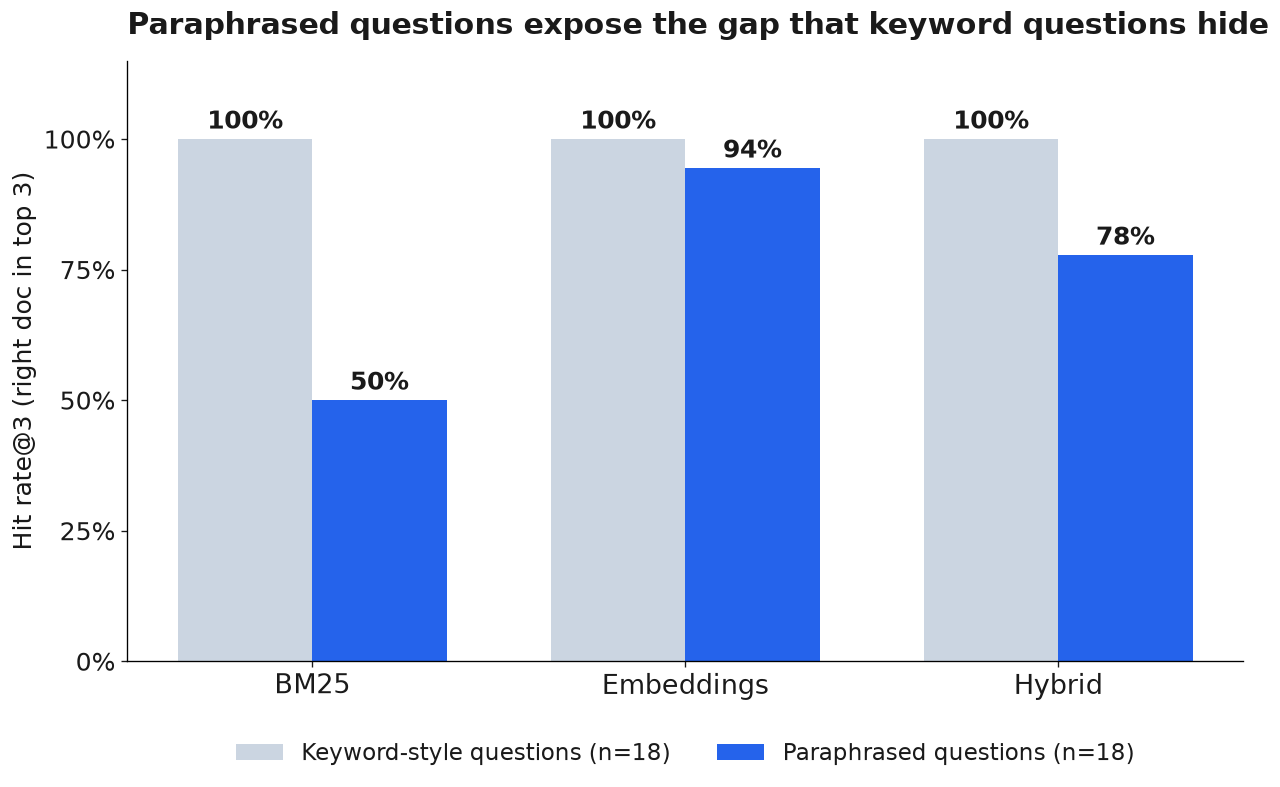 Paraphrased questions expose the gap that keyword questions hide
Hit rate@3 (right doc in top 3)
100%
75%
50%
25%
0%
100%
50%
100%
94%
100%
78%
BM25
Embeddings
Hybrid
Keyword-style questions (n=18)
Paraphrased questions (n=18)